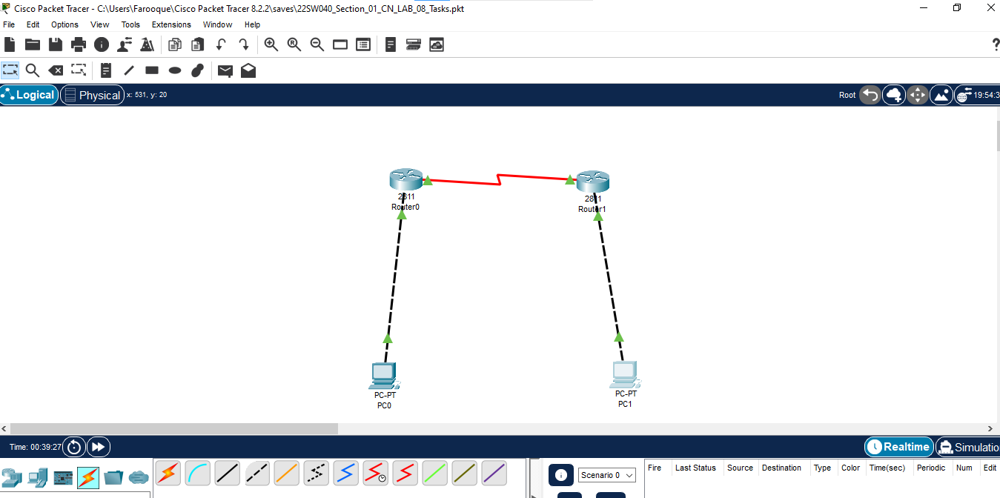 Cisco Packet Tracer - C:\Users\Farooque\Cisco Packet Tracer 8.2.2\saves\22SW040_Section_01_CN_LAB_08_Tasks.pkt
File Edit Options View Tools Extensions Window Help
Logical Physical x: 531, y: 20 Root 19:54:3
2811
Router0
2811
Router1
PC-PT
PC0
PC-PT
PC1
Time: 00:39:27 Realtime Simulatio
Scenario 0 Fire Last Status Source Destination Type Color Time(sec) Periodic Num Edit